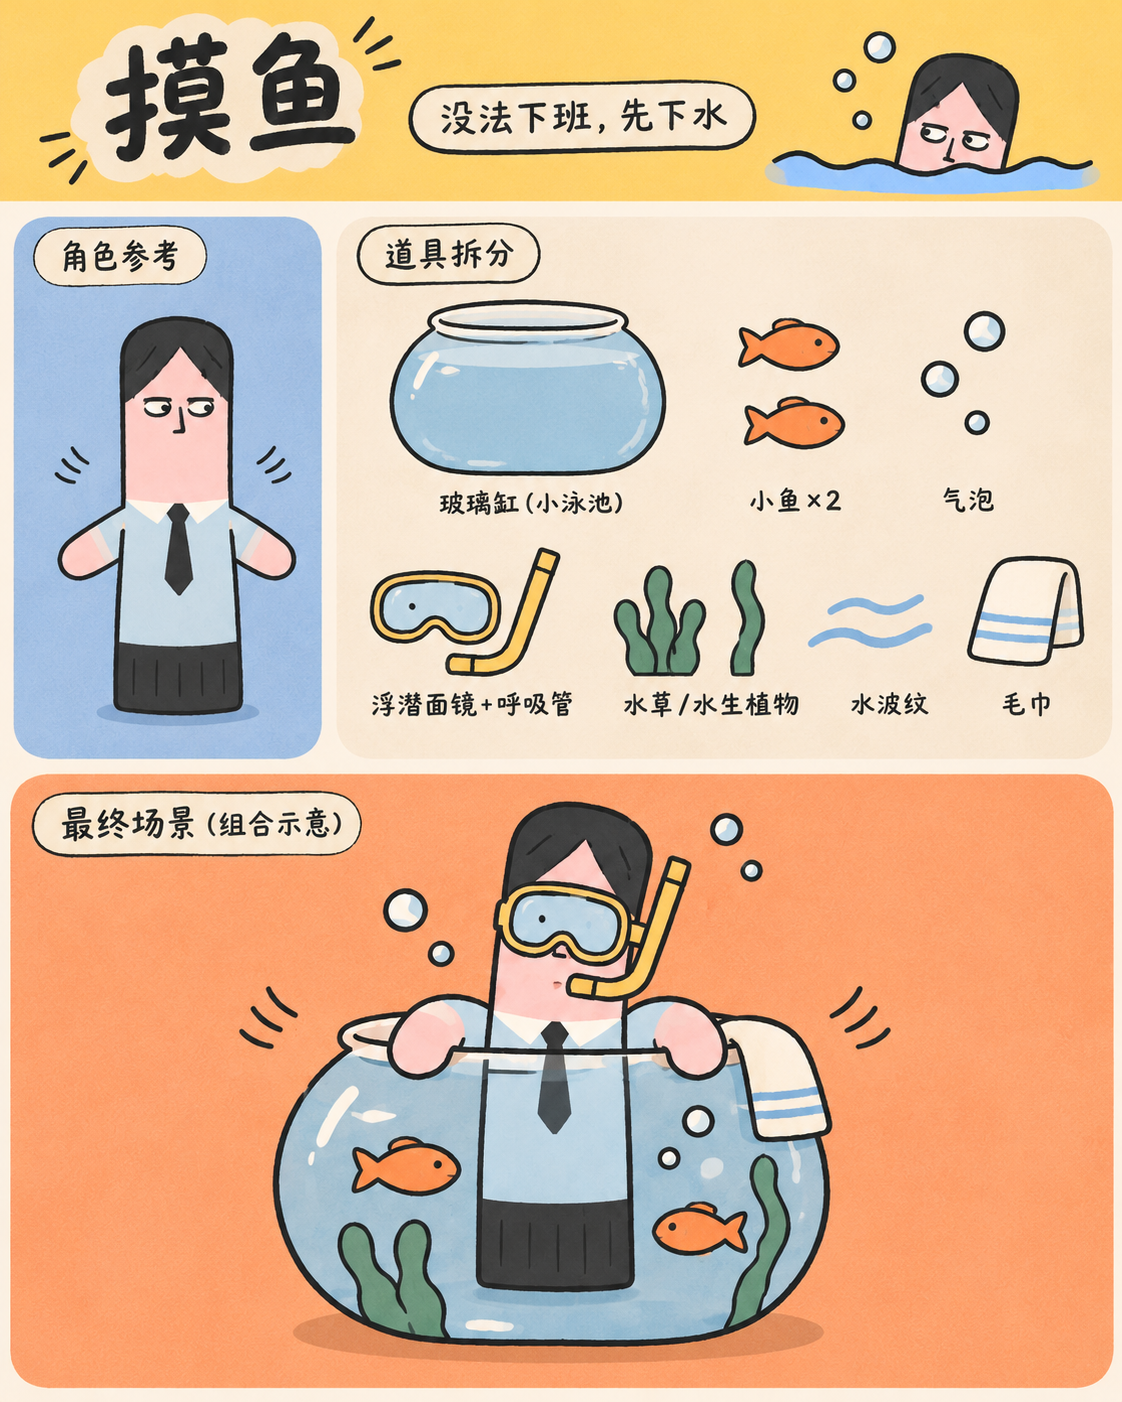 摸鱼
没法下班，先下水
角色参考
道具拆分
玻璃缸(小泳池)
小鱼×2
气泡
浮潜面镜+呼吸管
水草/水生植物
水波纹
毛巾
最终场景(组合示意)